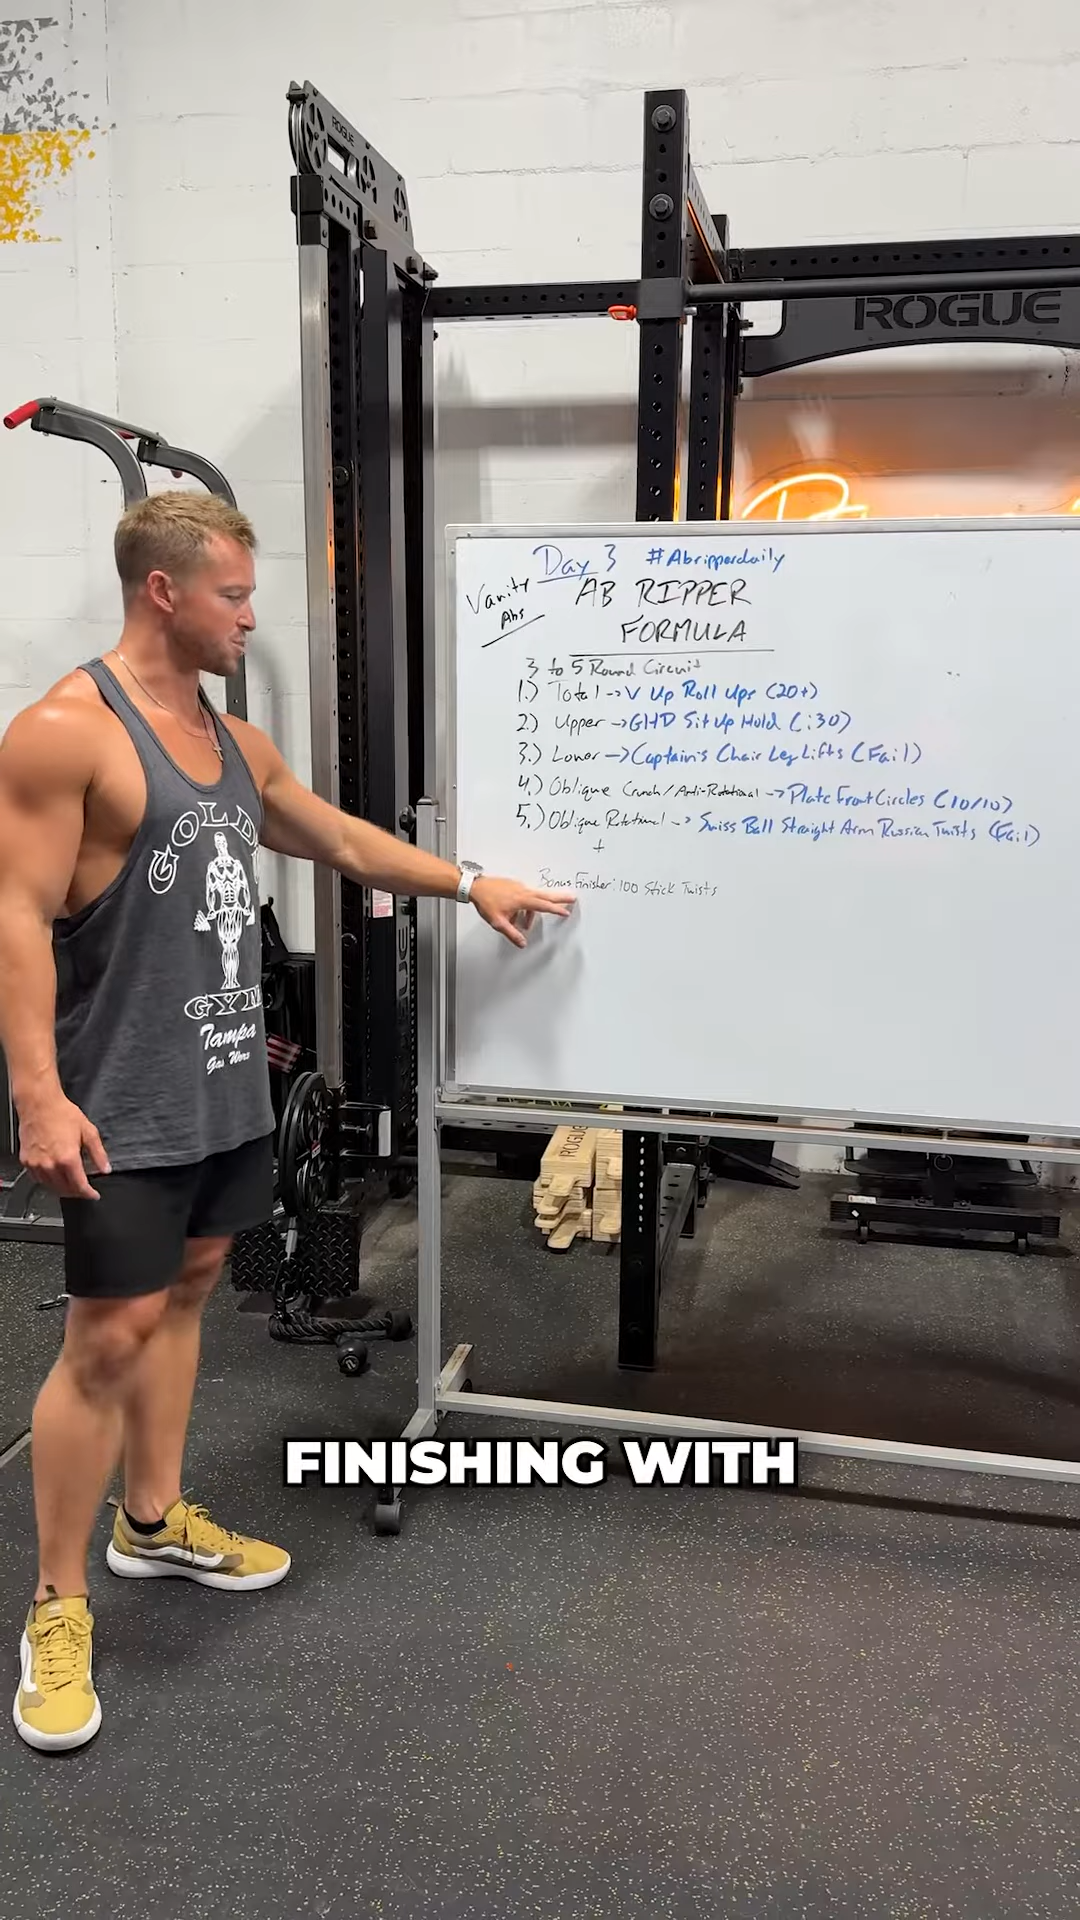 ROGUE
ROGUE
Day 3 #Abripperdaily
Vanity
Abs
AB RIPPER
FORMULA
3 to 5 Round Circuit
1.) Total -> V Up Roll Ups (20+)
2.) Upper -> GHD Sit Up Hold (:30)
3.) Lower -> Captain's Chair Leg Lifts (Fail)
4.) Oblique Crunch/Anti-Rotational -> Plate Front Circles (10/10)
5.) Oblique Rotational -> Swiss Ball Straight Arm Russian Twists (Fail)
+
Bonus Finisher: 100 Stick Twists
GOLD'S
GYM
Tampa
ROGUE
ROGUE
FINISHING WITH